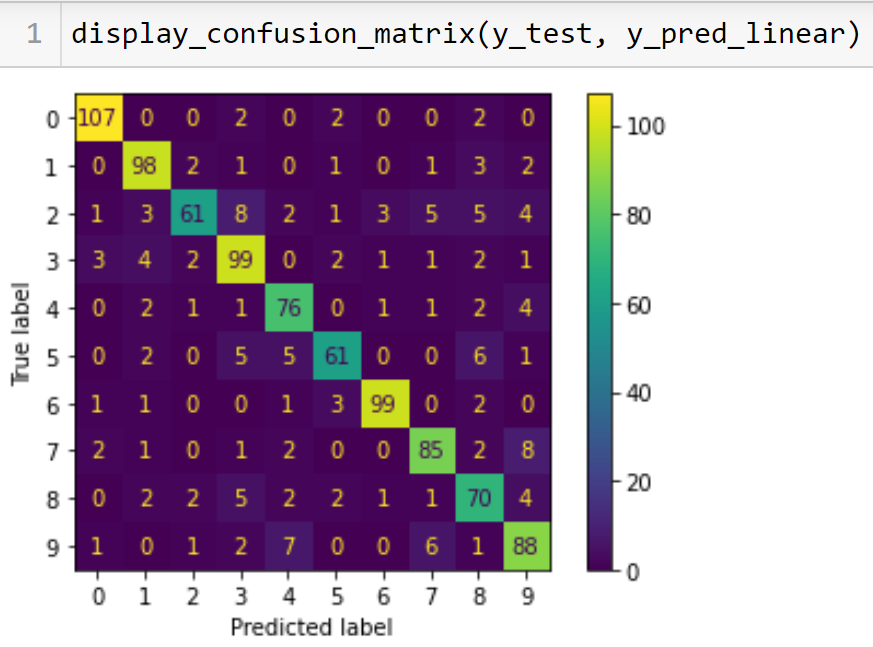 1 display_confusion_matrix(y_test, y_pred_linear)
0 107 0 0 2 0 2 0 0 2 0
1 0 98 2 1 0 1 0 1 3 2
2 1 3 61 8 2 1 3 5 5 4
3 3 4 2 99 0 2 1 1 2 1
4 0 2 1 1 76 0 1 1 2 4
5 0 2 0 5 5 61 0 0 6 1
6 1 1 0 0 1 3 99 0 2 0
7 2 1 0 1 2 0 0 85 2 8
8 0 2 2 5 2 2 1 1 70 4
9 1 0 1 2 7 0 0 6 1 88
0 1 2 3 4 5 6 7 8 9
Predicted label
True label
100
80
60
40
20
0